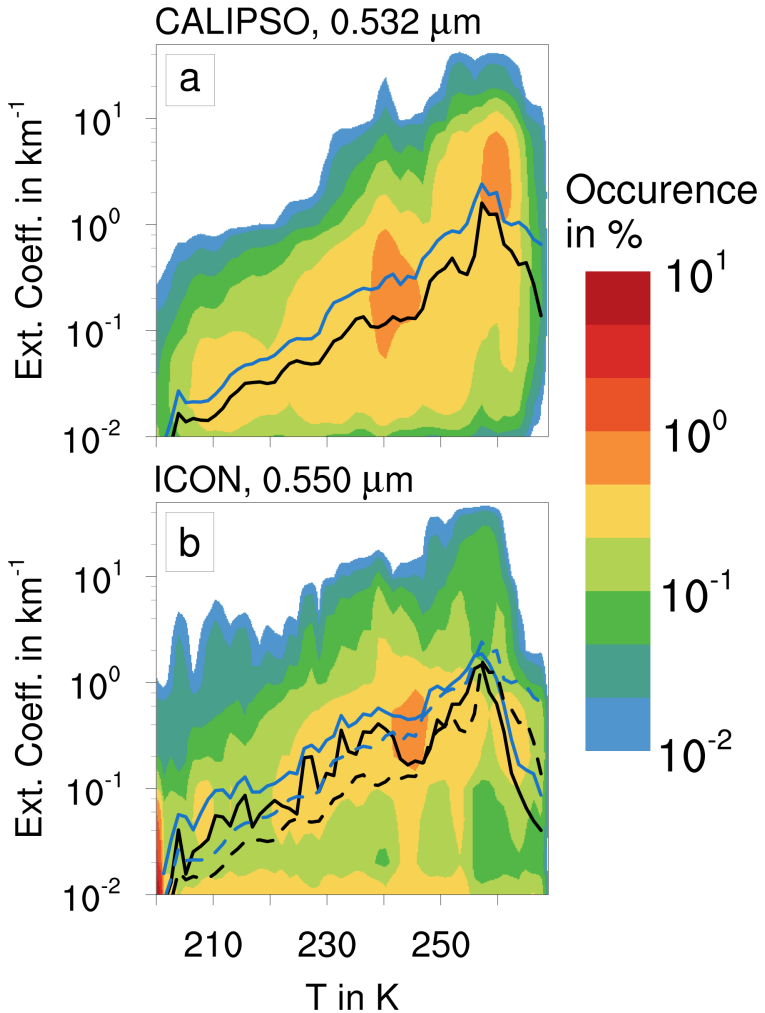 CALIPSO, 0.532 μm
a
Ext. Coeff. in km⁻¹
10¹
10⁰
10⁻¹
10⁻²
ICON, 0.550 μm
b
Ext. Coeff. in km⁻¹
10¹
10⁰
10⁻¹
10⁻²
210 230 250
T in K
Occurence
in %
10¹
10⁰
10⁻¹
10⁻²